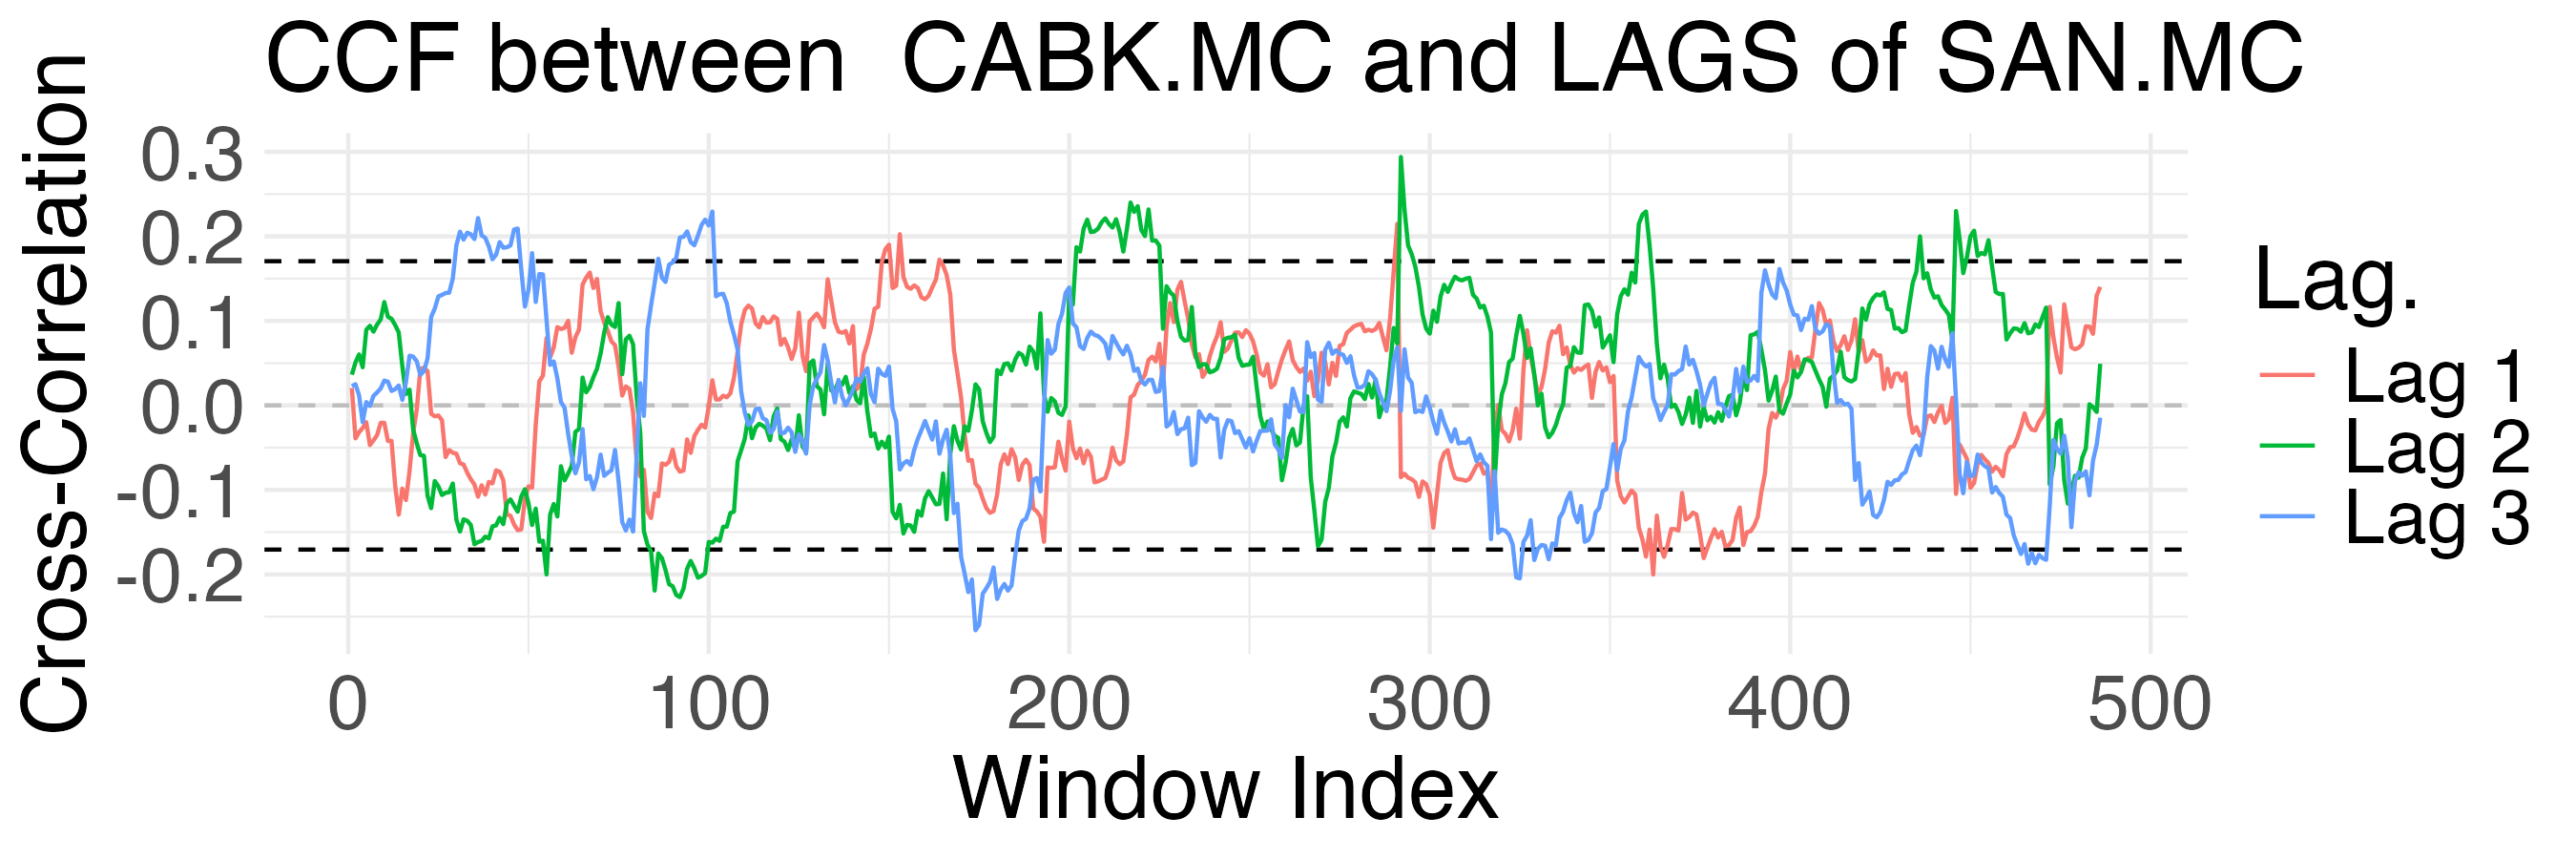 CCF between  CABK.MC and LAGS of SAN.MC
Cross-Correlation
0.3
0.2
0.1
0.0
-0.1
-0.2
0 100 200 300 400 500
Window Index
Lag.
Lag 1
Lag 2
Lag 3